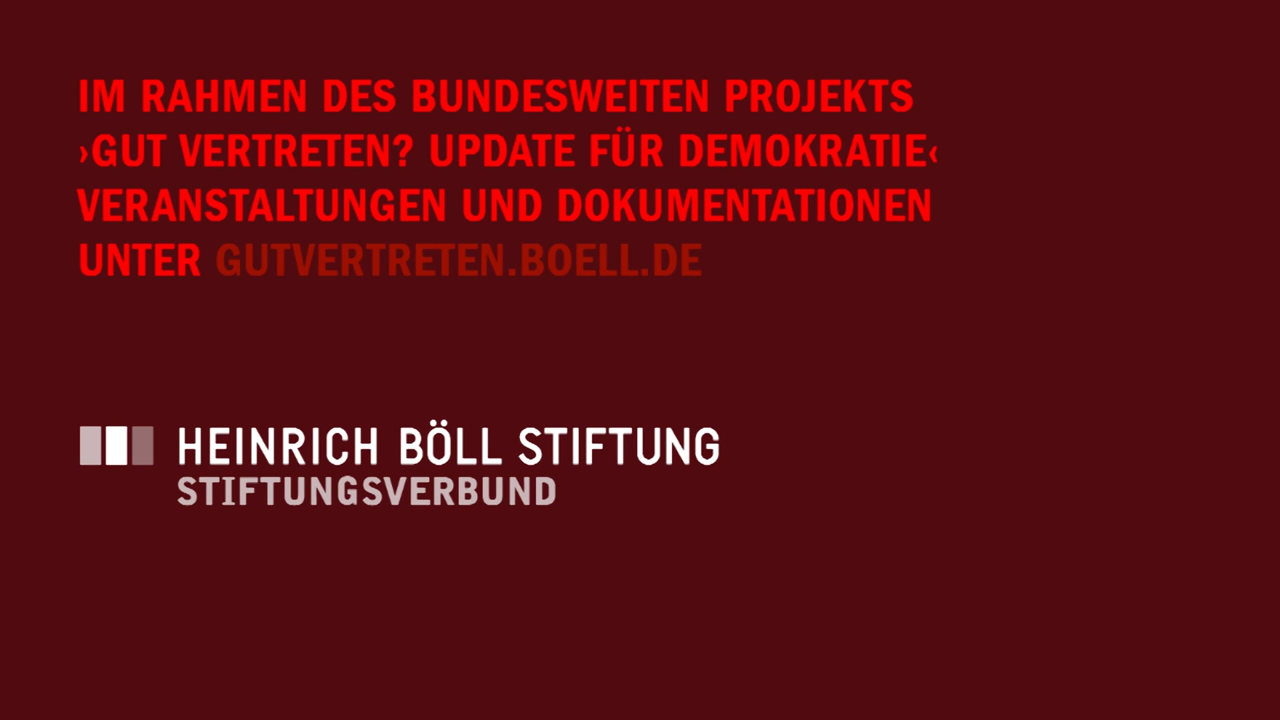 IM RAHMEN DES BUNDESWEITEN PROJEKTS
›GUT VERTRETEN? UPDATE FÜR DEMOKRATIE‹
VERANSTALTUNGEN UND DOKUMENTATIONEN
UNTER GUTVERTRETEN.BOELL.DE
HEINRICH BÖLL STIFTUNG
STIFTUNGSVERBUND